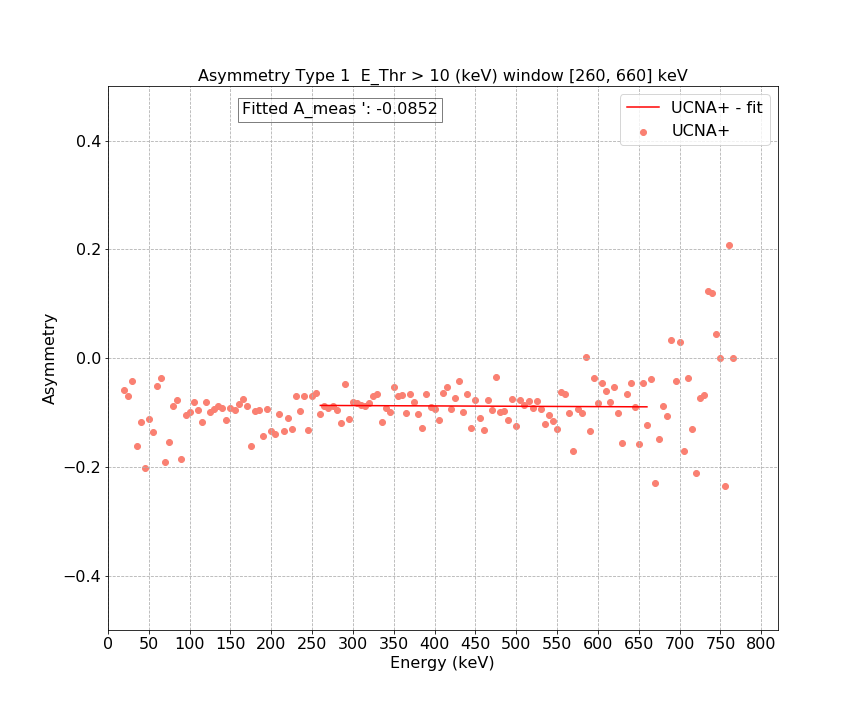 Asymmetry Type 1  E_Thr > 10 (keV) window [260, 660] keV
Fitted A_meas ': -0.0852
UCNA+ - fit
UCNA+
0.4
0.2
0.0
−0.2
−0.4
Asymmetry
0 50 100 150 200 250 300 350 400 450 500 550 600 650 700 750 800
Energy (keV)